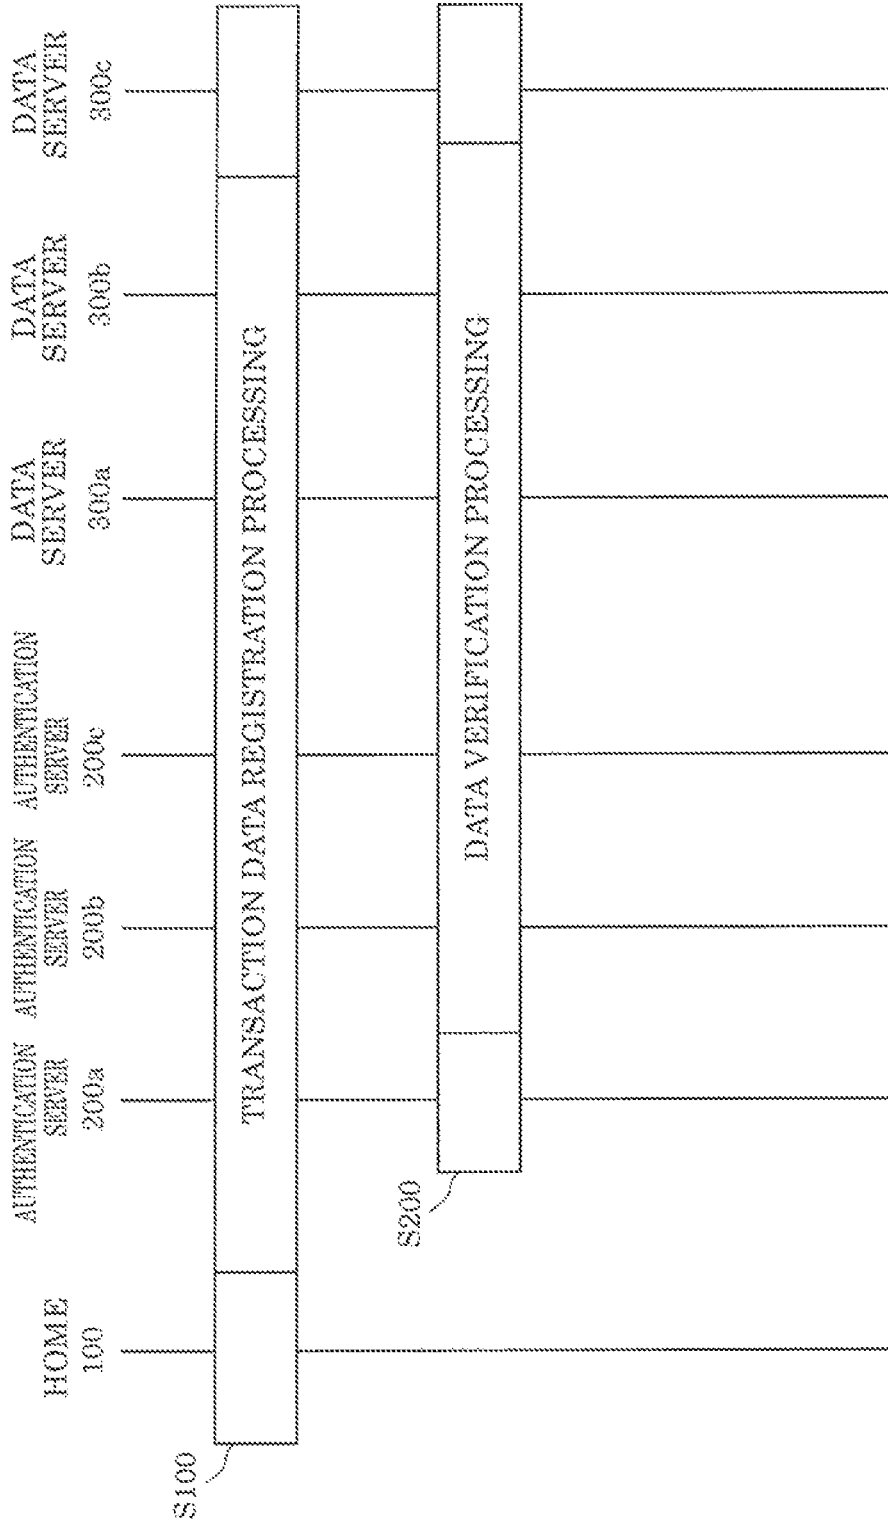 HOME
100
AUTHENTICATION
SERVER
200a
AUTHENTICATION
SERVER
200b
AUTHENTICATION
SERVER
200c
DATA
SERVER
300a
DATA
SERVER
300b
DATA
SERVER
300c
S100
TRANSACTION DATA REGISTRATION PROCESSING
S200
DATA VERIFICATION PROCESSING